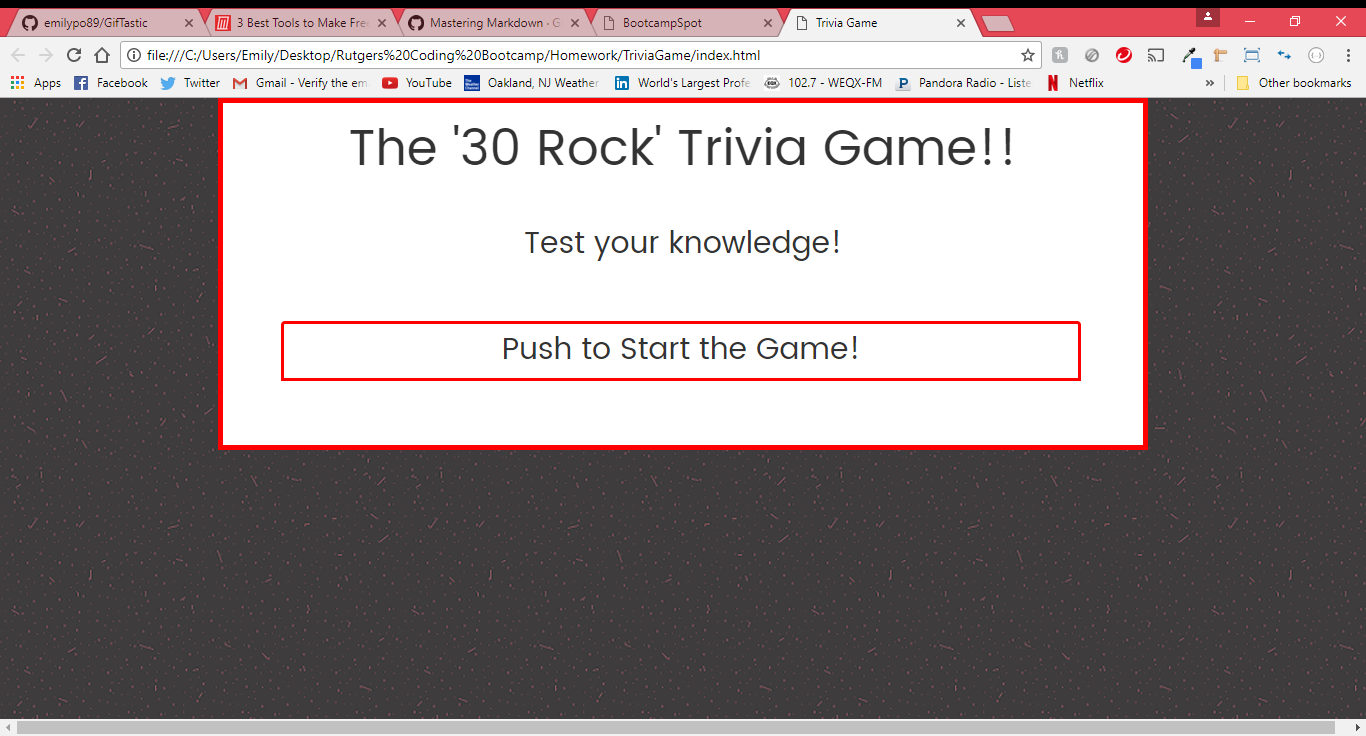 emilypo89/GifTastic
3 Best Tools to Make Free
Mastering Markdown · G
BootcampSpot
Trivia Game
file:///C:/Users/Emily/Desktop/Rutgers%20Coding%20Bootcamp/Homework/TriviaGame/index.html
Apps
Facebook
Twitter
Gmail - Verify the em
YouTube
Oakland, NJ Weather
World's Largest Profe
102.7 - WEQX-FM
Pandora Radio - Liste
Netflix
»
Other bookmarks
The '30 Rock' Trivia Game!!
Test your knowledge!
Push to Start the Game!